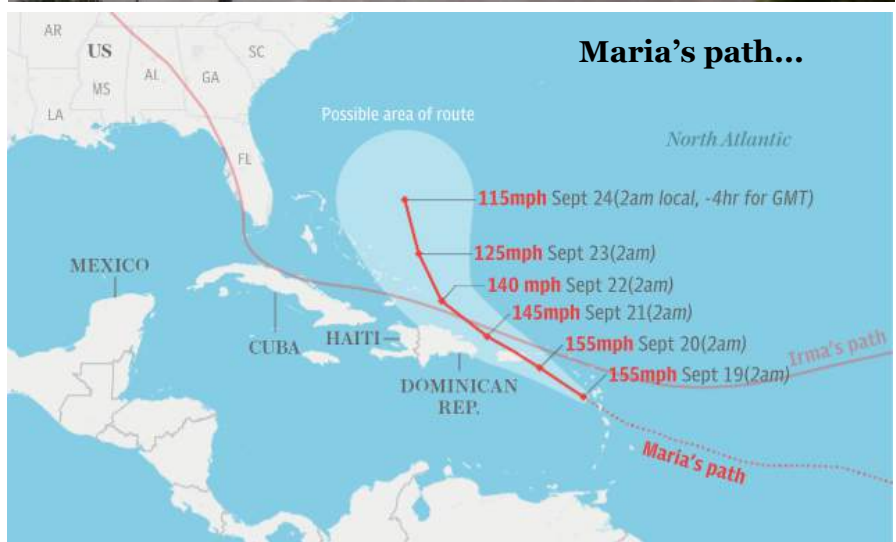 Maria's path...
AR
US
SC
AL
GA
MS
LA
Possible area of route
North Atlantic
FL
115mph Sept 24(2am local, -4hr for GMT)
125mph Sept 23(2am)
MEXICO
140 mph Sept 22(2am)
145mph Sept 21(2am)
CUBA
HAITI
155mph Sept 20(2am)
Irma's path
DOMINICAN
REP.
155mph Sept 19(2am)
Maria's path